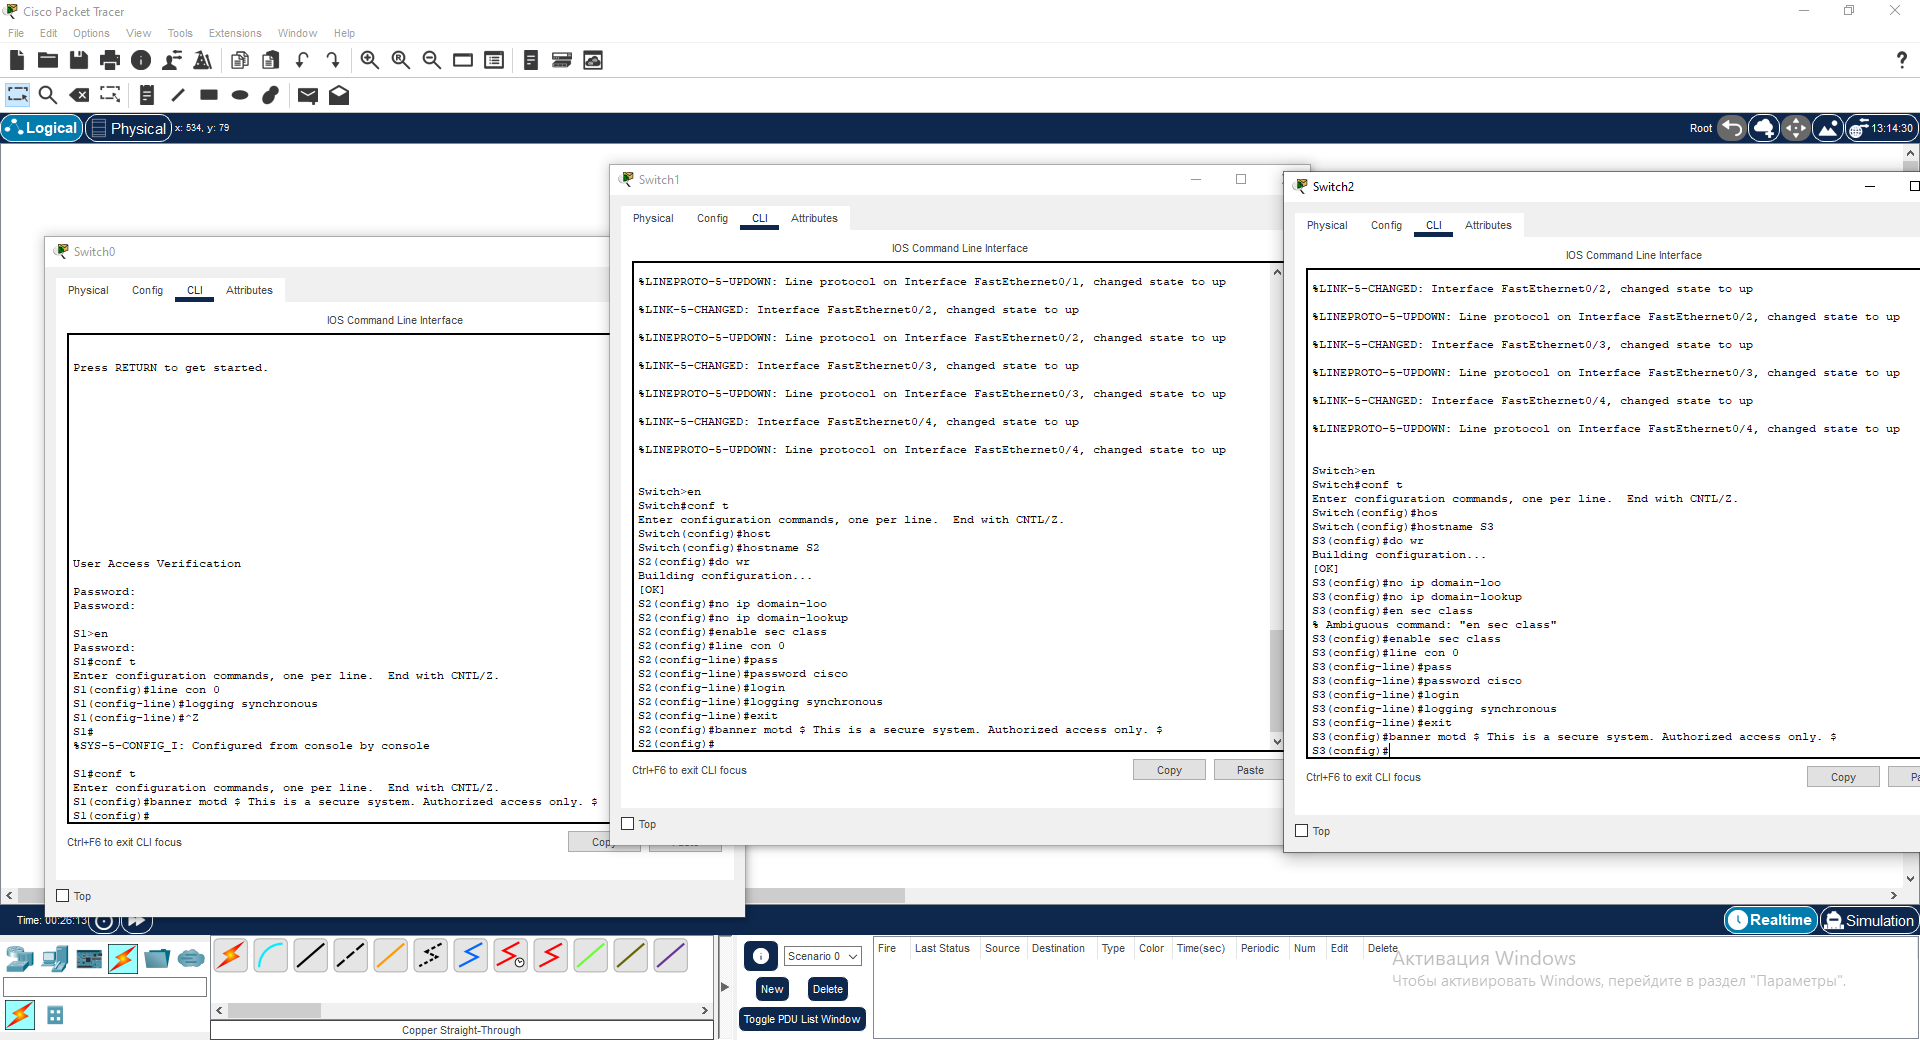 Cisco Packet Tracer
File Edit Options View Tools Extensions Window Help
?
Logical Physical x: 534, y: 79
Root 13:14:30
Switch0
Physical Config CLI Attributes
IOS Command Line Interface
Press RETURN to get started.
User Access Verification
Password:
Password:
S1>en
Password:
S1#conf t
Enter configuration commands, one per line.  End with CNTL/Z.
S1(config)#line con 0
S1(config-line)#logging synchronous
S1(config-line)#^Z
S1#
%SYS-5-CONFIG_I: Configured from console by console
S1#conf t
Enter configuration commands, one per line.  End with CNTL/Z.
S1(config)#banner motd $ This is a secure system. Authorized access only. $
S1(config)#
Ctrl+F6 to exit CLI focus
Copy
Top
Switch1
Physical Config CLI Attributes
IOS Command Line Interface
%LINEPROTO-5-UPDOWN: Line protocol on Interface FastEthernet0/1, changed state to up
%LINK-5-CHANGED: Interface FastEthernet0/2, changed state to up
%LINEPROTO-5-UPDOWN: Line protocol on Interface FastEthernet0/2, changed state to up
%LINK-5-CHANGED: Interface FastEthernet0/3, changed state to up
%LINEPROTO-5-UPDOWN: Line protocol on Interface FastEthernet0/3, changed state to up
%LINK-5-CHANGED: Interface FastEthernet0/4, changed state to up
%LINEPROTO-5-UPDOWN: Line protocol on Interface FastEthernet0/4, changed state to up
Switch>en
Switch#conf t
Enter configuration commands, one per line.  End with CNTL/Z.
Switch(config)#host
Switch(config)#hostname S2
S2(config)#do wr
Building configuration...
[OK]
S2(config)#no ip domain-loo
S2(config)#no ip domain-lookup
S2(config)#enable sec class
S2(config)#line con 0
S2(config-line)#pass
S2(config-line)#password cisco
S2(config-line)#login
S2(config-line)#logging synchronous
S2(config-line)#exit
S2(config)#banner motd $ This is a secure system. Authorized access only. $
S2(config)#
Ctrl+F6 to exit CLI focus
Copy Paste
Top
Switch2
Physical Config CLI Attributes
IOS Command Line Interface
%LINK-5-CHANGED: Interface FastEthernet0/2, changed state to up
%LINEPROTO-5-UPDOWN: Line protocol on Interface FastEthernet0/2, changed state to up
%LINK-5-CHANGED: Interface FastEthernet0/3, changed state to up
%LINEPROTO-5-UPDOWN: Line protocol on Interface FastEthernet0/3, changed state to up
%LINK-5-CHANGED: Interface FastEthernet0/4, changed state to up
%LINEPROTO-5-UPDOWN: Line protocol on Interface FastEthernet0/4, changed state to up
Switch>en
Switch#conf t
Enter configuration commands, one per line.  End with CNTL/Z.
Switch(config)#hos
Switch(config)#hostname S3
S3(config)#do wr
Building configuration...
[OK]
S3(config)#no ip domain-loo
S3(config)#no ip domain-lookup
S3(config)#en sec class
% Ambiguous command: "en sec class"
S3(config)#enable sec class
S3(config)#line con 0
S3(config-line)#pass
S3(config-line)#password cisco
S3(config-line)#login
S3(config-line)#logging synchronous
S3(config-line)#exit
S3(config)#banner motd $ This is a secure system. Authorized access only. $
S3(config)#
Ctrl+F6 to exit CLI focus
Copy Pa
Top
Time: 00:26:13
Realtime Simulation
Copper Straight-Through
Scenario 0
New Delete
Toggle PDU List Window
Fire Last Status Source Destination Type Color Time(sec) Periodic Num Edit Delete
Активация Windows
Чтобы активировать Windows, перейдите в раздел "Параметры".